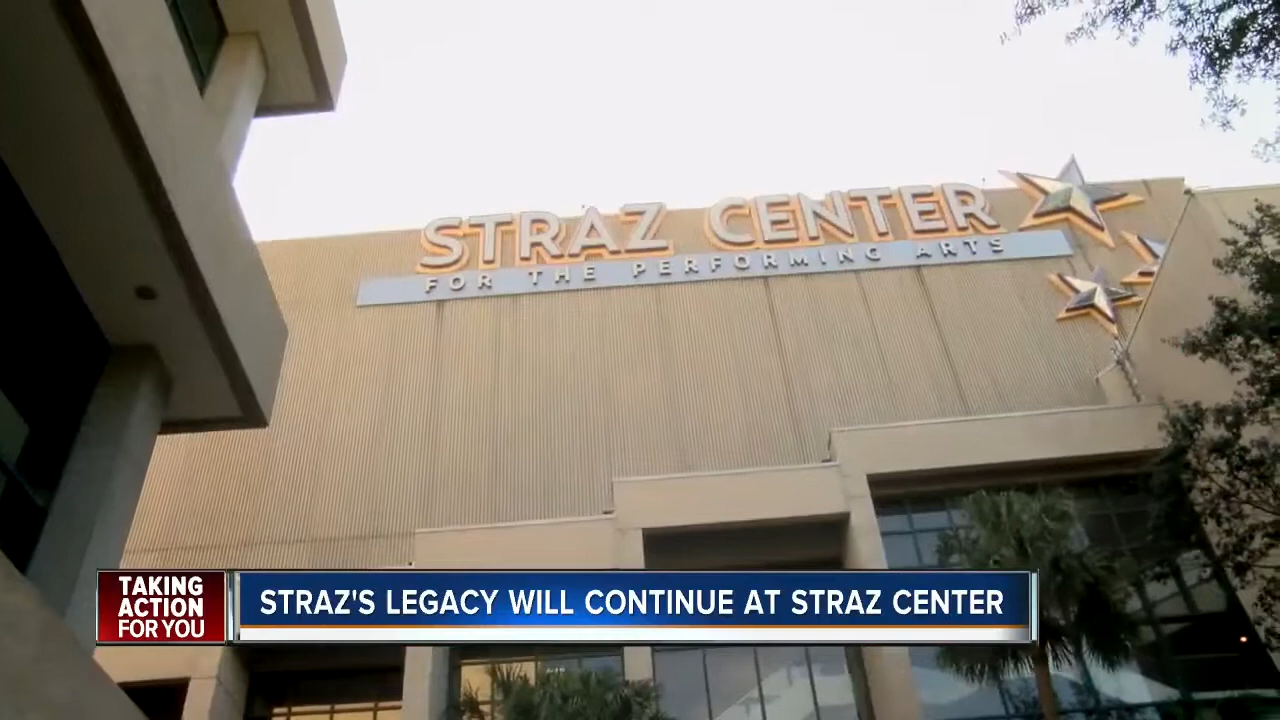 STRAZ CENTER
FOR THE PERFORMING ARTS
TAKING
ACTION
FOR YOU
STRAZ'S LEGACY WILL CONTINUE AT STRAZ CENTER